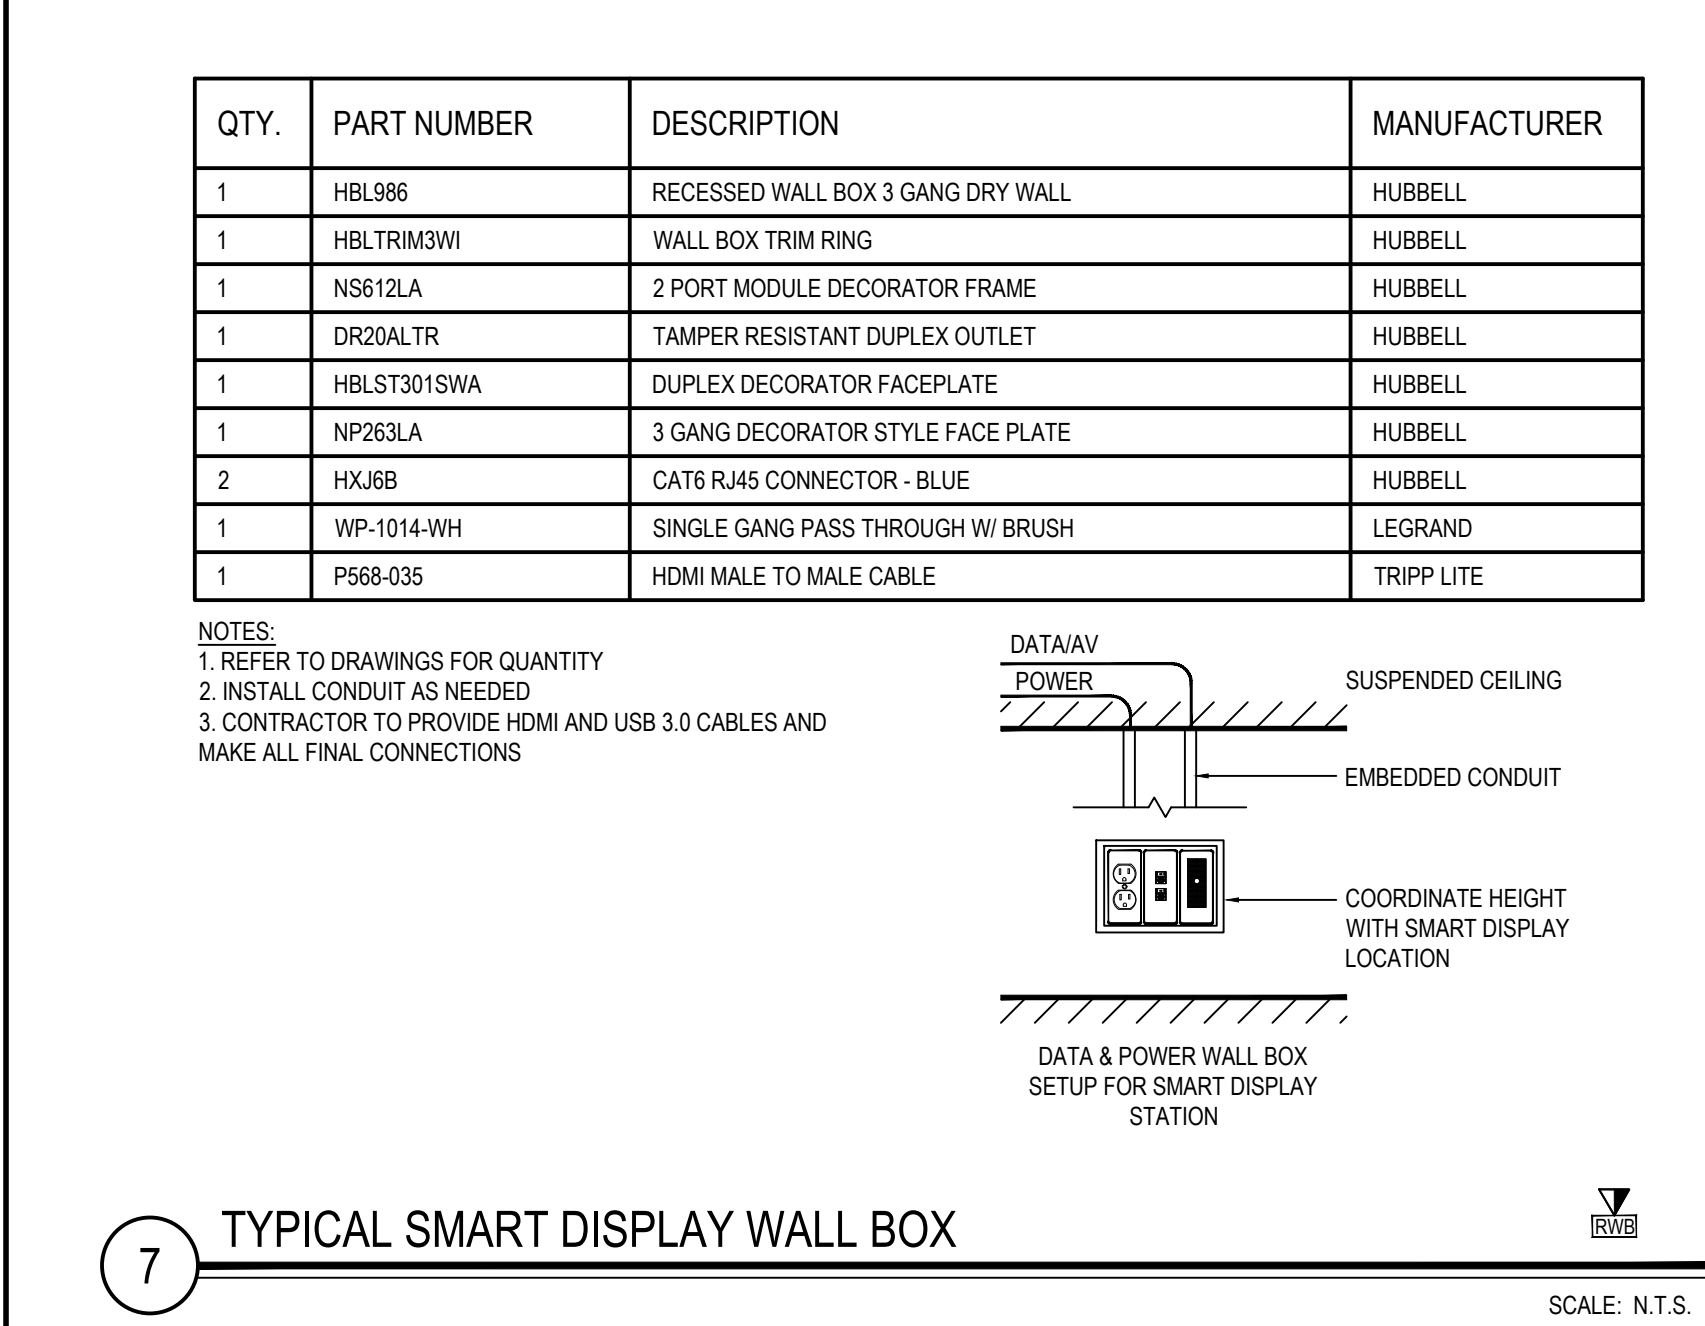 QTY. PART NUMBER DESCRIPTION MANUFACTURER
1 HBL986 RECESSED WALL BOX 3 GANG DRY WALL HUBBELL
1 HBLTRIM3WI WALL BOX TRIM RING HUBBELL
1 NS612LA 2 PORT MODULE DECORATOR FRAME HUBBELL
1 DR20ALTR TAMPER RESISTANT DUPLEX OUTLET HUBBELL
1 HBLST301SWA DUPLEX DECORATOR FACEPLATE HUBBELL
1 NP263LA 3 GANG DECORATOR STYLE FACE PLATE HUBBELL
2 HXJ6B CAT6 RJ45 CONNECTOR - BLUE HUBBELL
1 WP-1014-WH SINGLE GANG PASS THROUGH W/ BRUSH LEGRAND
1 P568-035 HDMI MALE TO MALE CABLE TRIPP LITE
NOTES:
1. REFER TO DRAWINGS FOR QUANTITY
2. INSTALL CONDUIT AS NEEDED
3. CONTRACTOR TO PROVIDE HDMI AND USB 3.0 CABLES AND
MAKE ALL FINAL CONNECTIONS
DATA/AV
POWER
SUSPENDED CEILING
EMBEDDED CONDUIT
COORDINATE HEIGHT
WITH SMART DISPLAY
LOCATION
DATA & POWER WALL BOX
SETUP FOR SMART DISPLAY
STATION
7 TYPICAL SMART DISPLAY WALL BOX
RWB
SCALE: N.T.S.